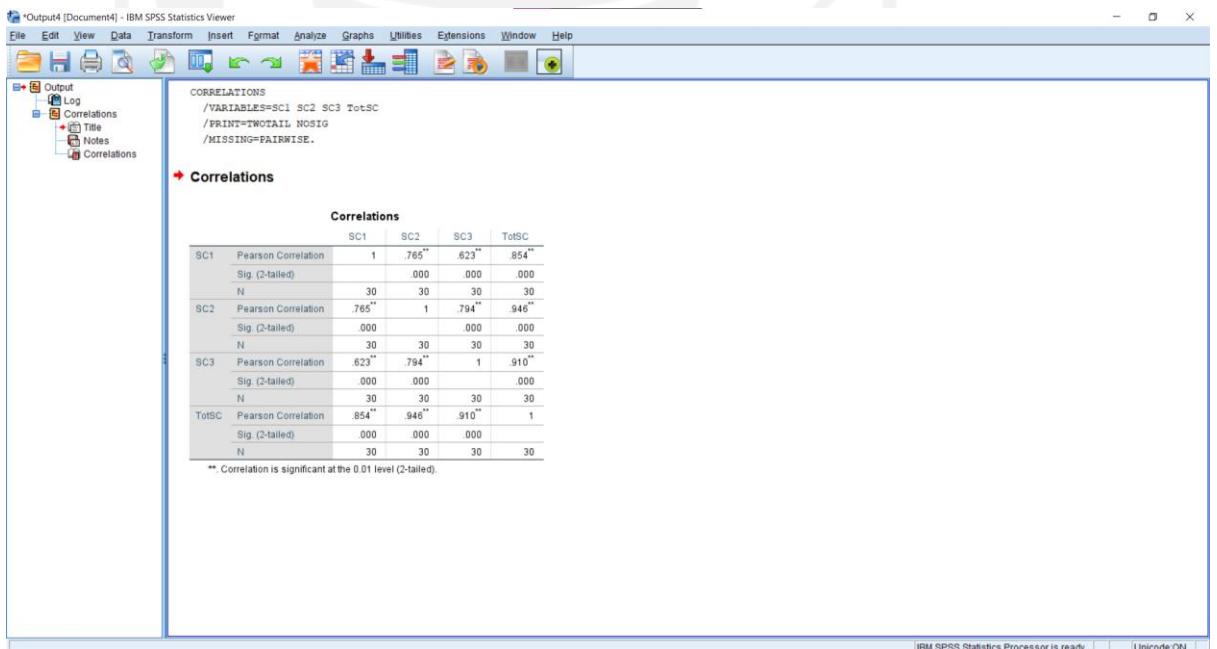 *Output4 [Document4] - IBM SPSS Statistics Viewer
File Edit View Data Transform Insert Format Analyze Graphs Utilities Extensions Window Help
Output
Log
Correlations
Title
Notes
Correlations
CORRELATIONS
/VARIABLES=SC1 SC2 SC3 TotSC
/PRINT=TWOTAIL NOSIG
/MISSING=PAIRWISE.
Correlations
Correlations
SC1 SC2 SC3 TotSC
SC1 Pearson Correlation 1 .765** .623** .854**
Sig. (2-tailed) .000 .000 .000
N 30 30 30 30
SC2 Pearson Correlation .765** 1 .794** .946**
Sig. (2-tailed) .000 .000 .000
N 30 30 30 30
SC3 Pearson Correlation .623** .794** 1 .910**
Sig. (2-tailed) .000 .000 .000
N 30 30 30 30
TotSC Pearson Correlation .854** .946** .910** 1
Sig. (2-tailed) .000 .000 .000
N 30 30 30 30
**. Correlation is significant at the 0.01 level (2-tailed).
IBM SPSS Statistics Processor is ready Unicode:ON